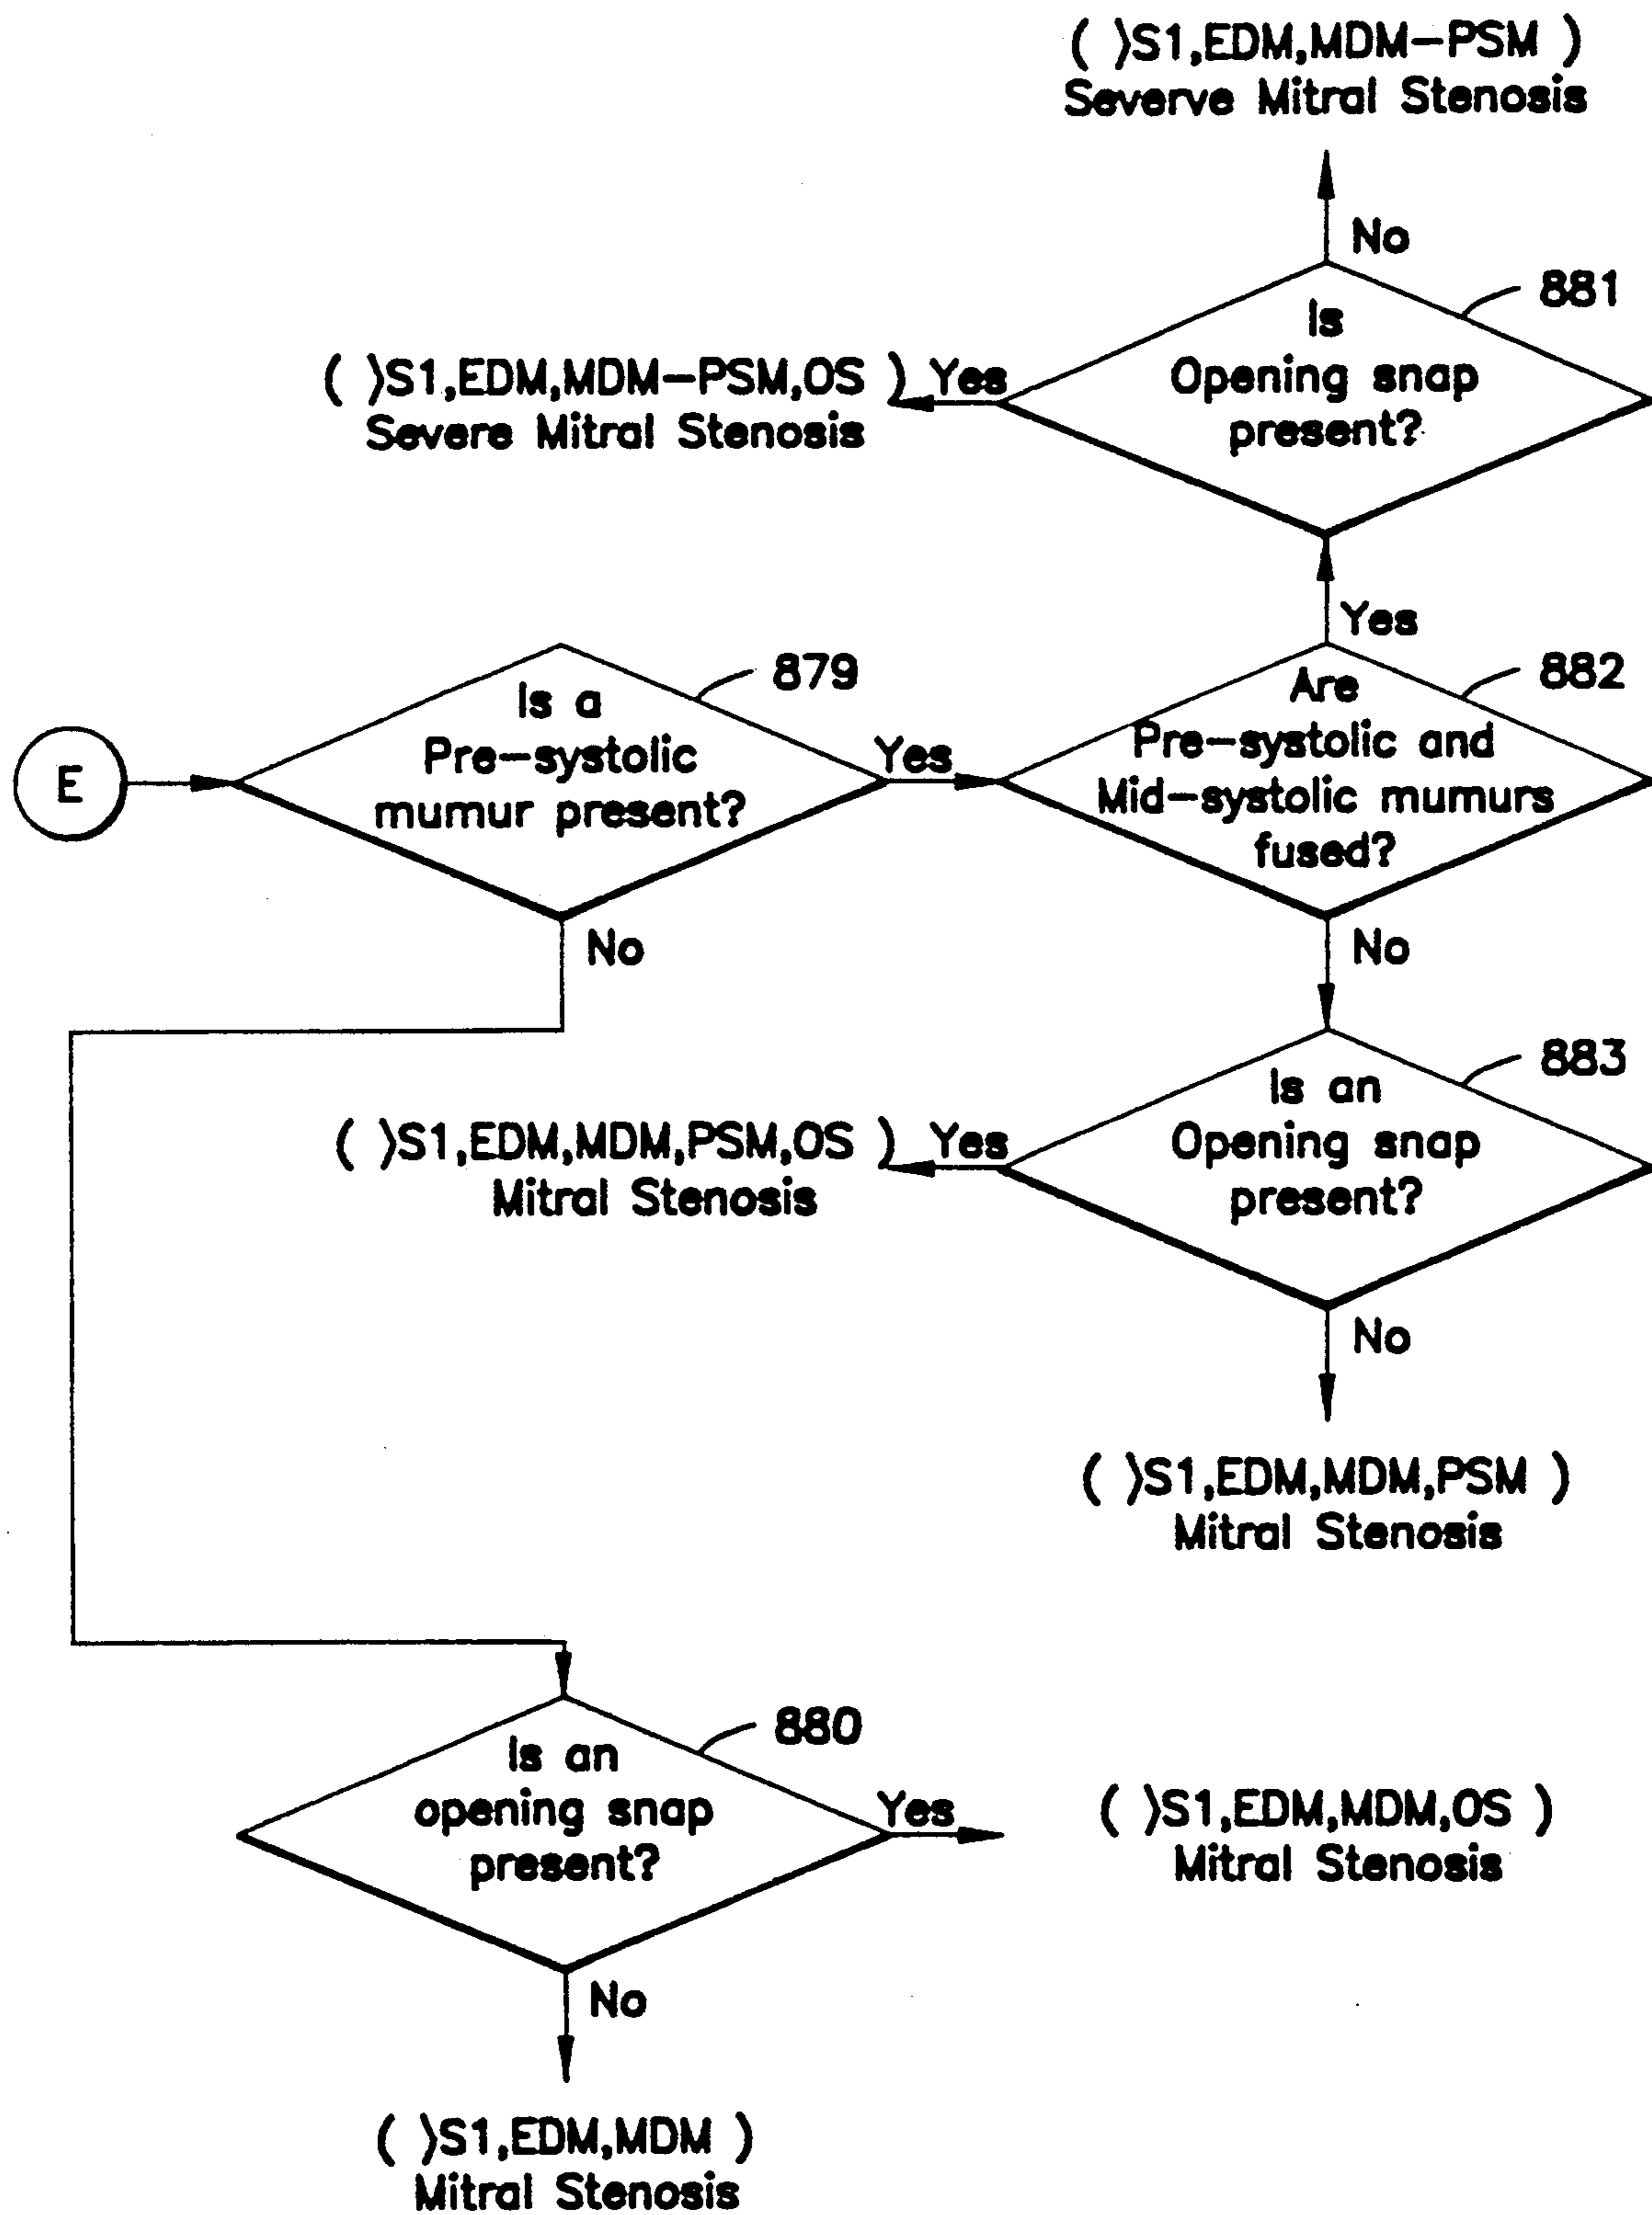 ( >S1,EDM,MDM-PSM )
Severve Mitral Stenosis
No
881
Is
Opening snap
present?
Yes
( >S1,EDM,MDM-PSM,OS )
Severe Mitral Stenosis
Yes
E
879
Is a
Pre-systolic
mumur present?
Yes
882
Are
Pre-systolic and
Mid-systolic mumurs
fused?
No
No
883
Is an
Opening snap
present?
Yes
( >S1,EDM,MDM,PSM,OS )
Mitral Stenosis
No
( >S1,EDM,MDM,PSM )
Mitral Stenosis
880
Is an
opening snap
present?
Yes
( >S1,EDM,MDM,OS )
Mitral Stenosis
No
( >S1,EDM,MDM )
Mitral Stenosis